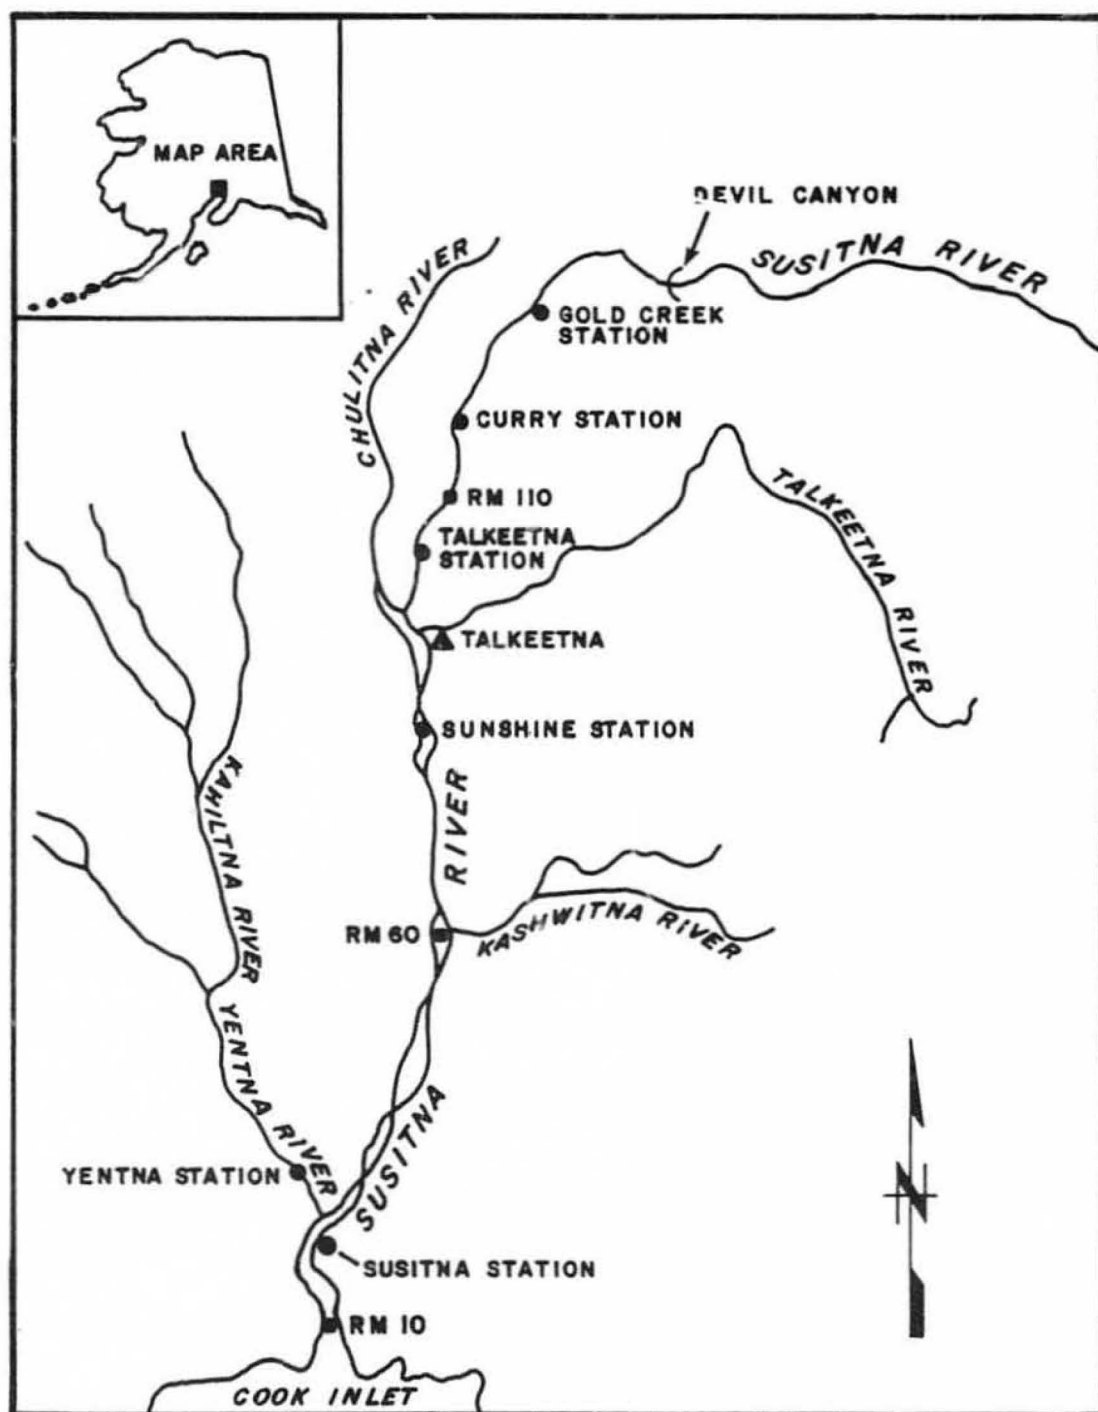 MAP AREA
DEVIL CANYON
SUSITNA RIVER
CHULITNA RIVER
GOLD CREEK
STATION
CURRY STATION
TALKEETNA RIVER
RM 110
TALKEETNA
STATION
TALKEETNA
SUNSHINE STATION
KAHILTNA RIVER
RIVER
RM 60
KASHWITNA RIVER
YENTNA RIVER
SUSITNA
YENTNA STATION
SUSITNA STATION
RM 10
COOK INLET
N